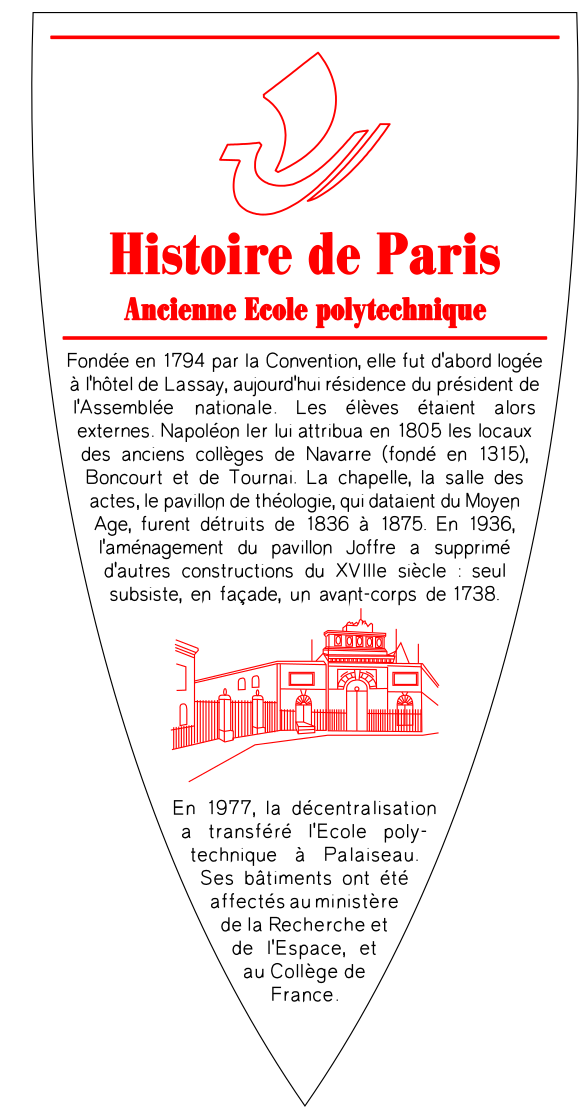 Histoire de Paris
Ancienne Ecole polytechnique
Fondée en 1794 par la Convention, elle fut d'abord logée
à l'hôtel de Lassay, aujourd'hui résidence du président de
l'Assemblée nationale. Les élèves étaient alors
externes. Napoléon Ier lui attribua en 1805 les locaux
des anciens collèges de Navarre (fondé en 1315),
Boncourt et de Tournai. La chapelle, la salle des
actes, le pavillon de théologie, qui dataient du Moyen
Age, furent détruits de 1836 à 1875. En 1936,
l'aménagement du pavillon Joffre a supprimé
d'autres constructions du XVIIIe siècle : seul
subsiste, en façade, un avant-corps de 1738.
En 1977, la décentralisation
a transféré l'Ecole poly-
technique à Palaiseau.
Ses bâtiments ont été
affectés au ministère
de la Recherche et
de l'Espace, et
au Collège de
France.